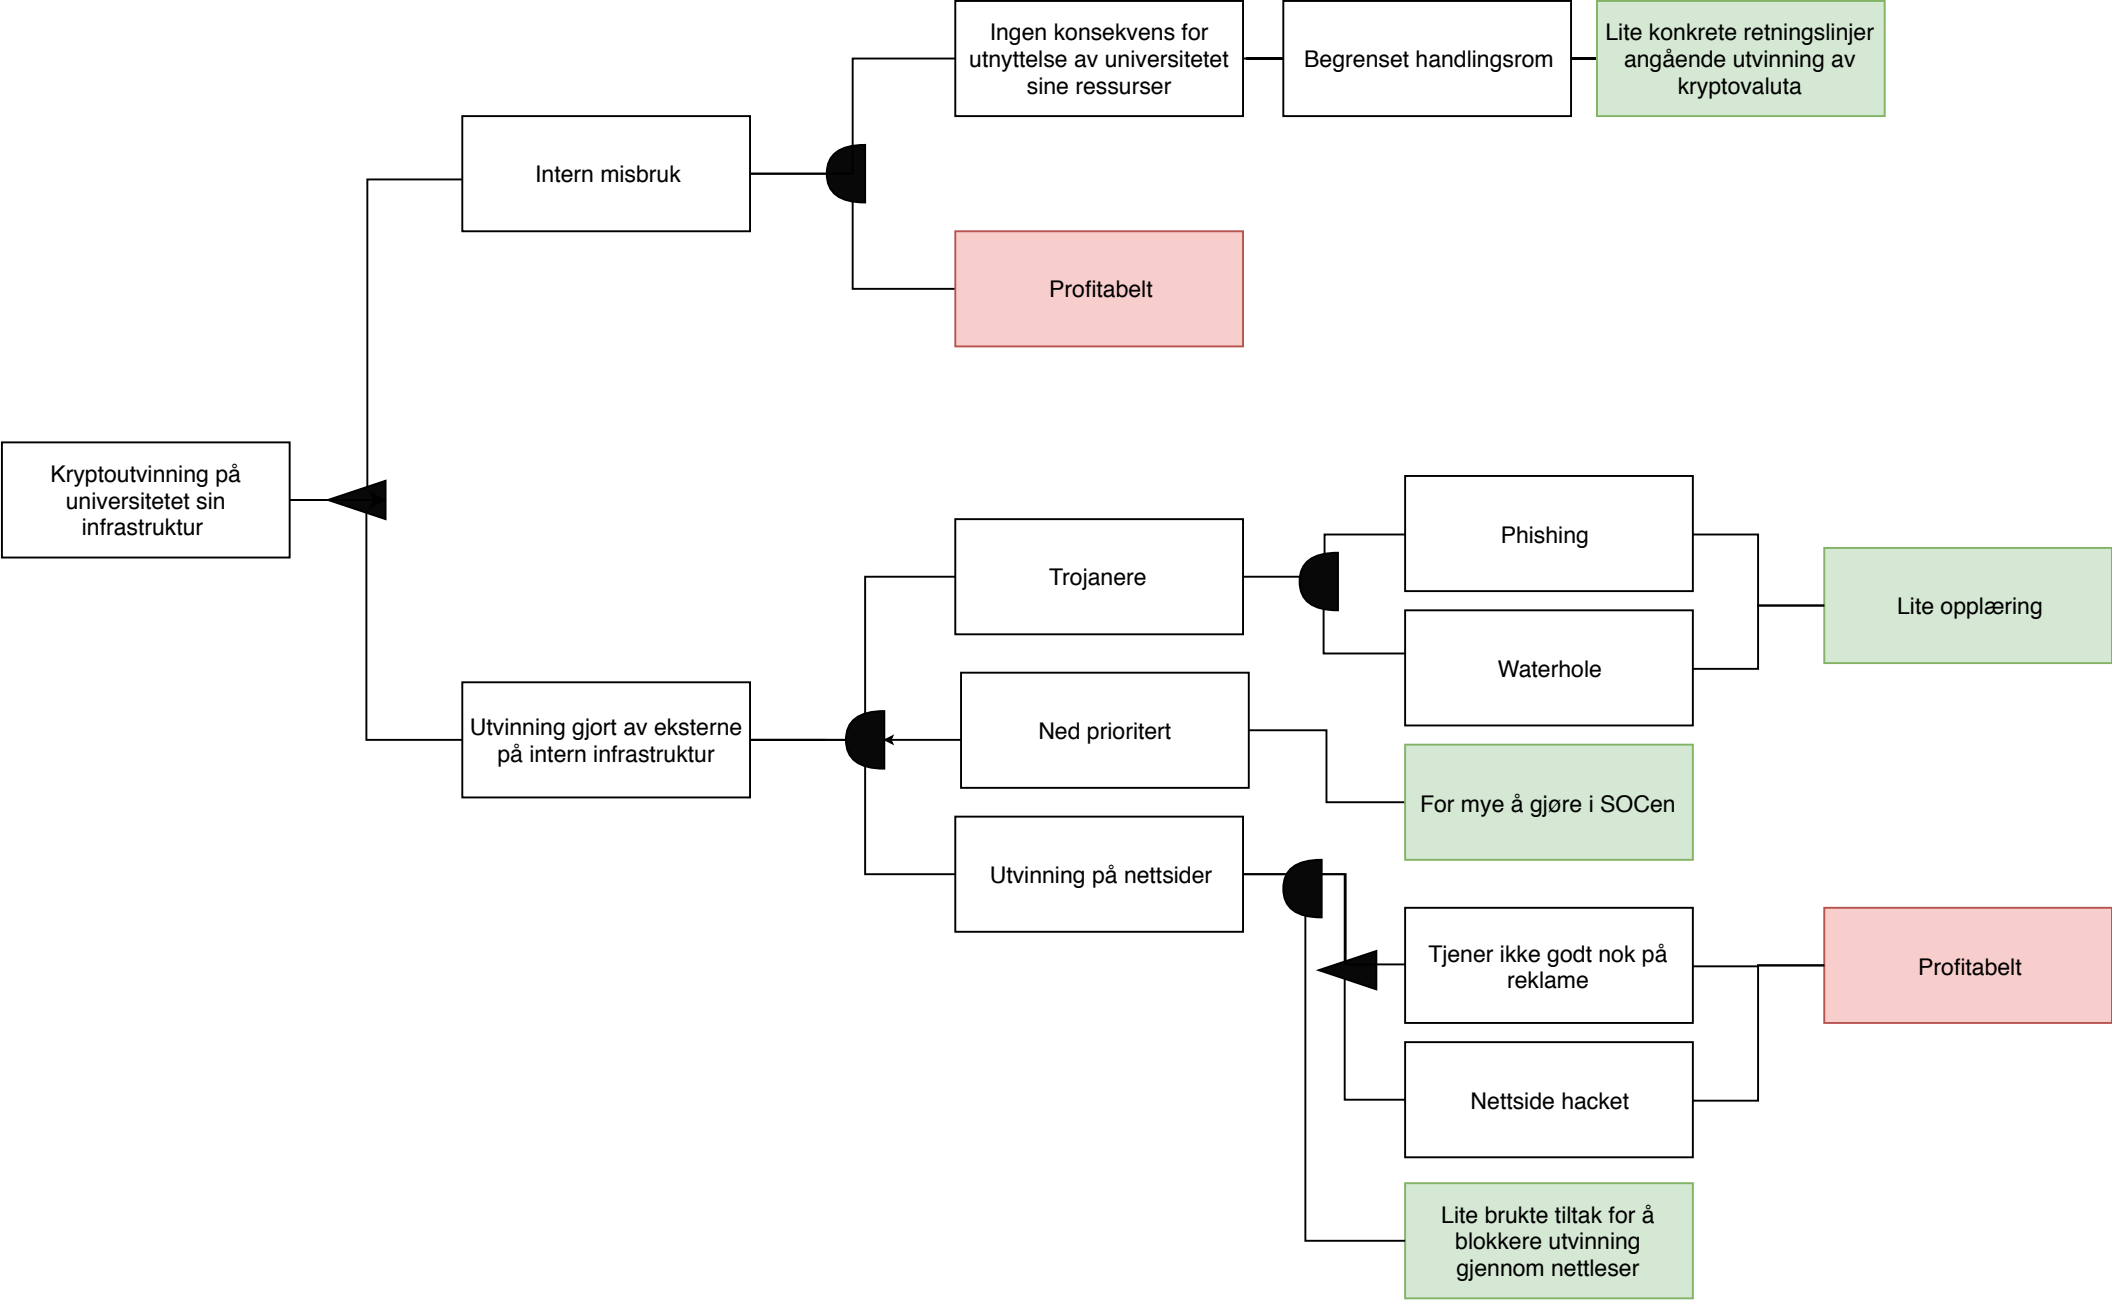 Ingen konsekvens for
utnyttelse av universitetet
sine ressurser
Begrenset handlingsrom
Lite konkrete retningslinjer
angående utvinning av
kryptovaluta
Intern misbruk
Profitabelt
Kryptoutvinning på
universitetet sin
infrastruktur
Phishing
Trojanere
Lite opplæring
Waterhole
Utvinning gjort av eksterne
på intern infrastruktur
Ned prioritert
For mye å gjøre i SOCen
Utvinning på nettsider
Tjener ikke godt nok på
reklame
Profitabelt
Nettside hacket
Lite brukte tiltak for å
blokkere utvinning
gjennom nettleser